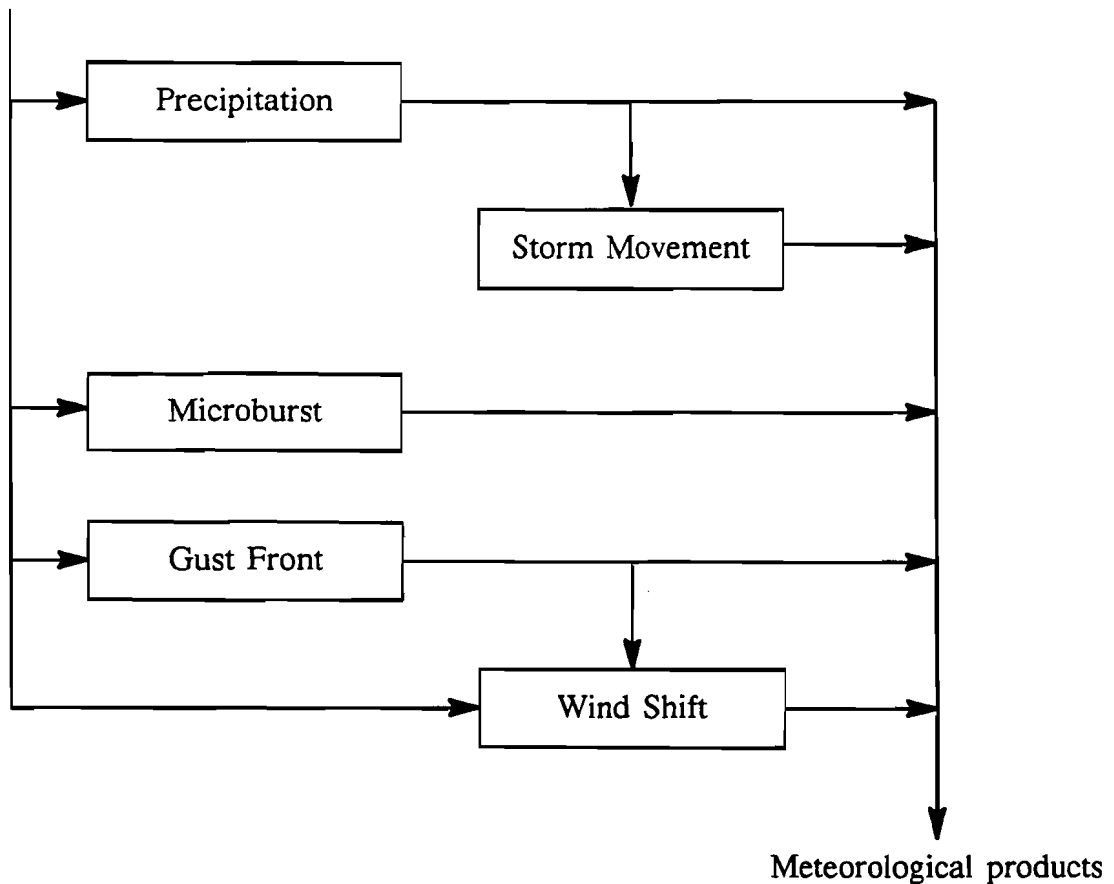 Precipitation
Storm Movement
Microburst
Gust Front
Wind Shift
Meteorological products